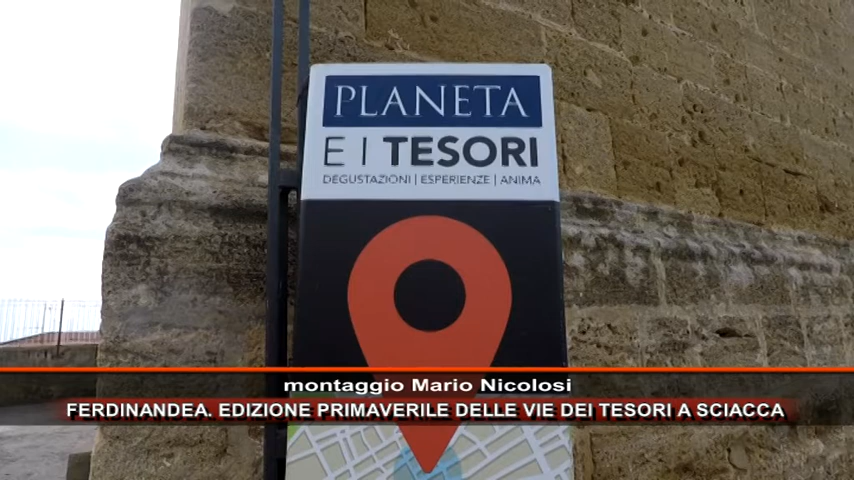 PLANETA
E I TESORI
DEGUSTAZIONI | ESPERIENZE | ANIMA
montaggio Mario Nicolosi
FERDINANDEA. EDIZIONE PRIMAVERILE DELLE VIE DEI TESORI A SCIACCA